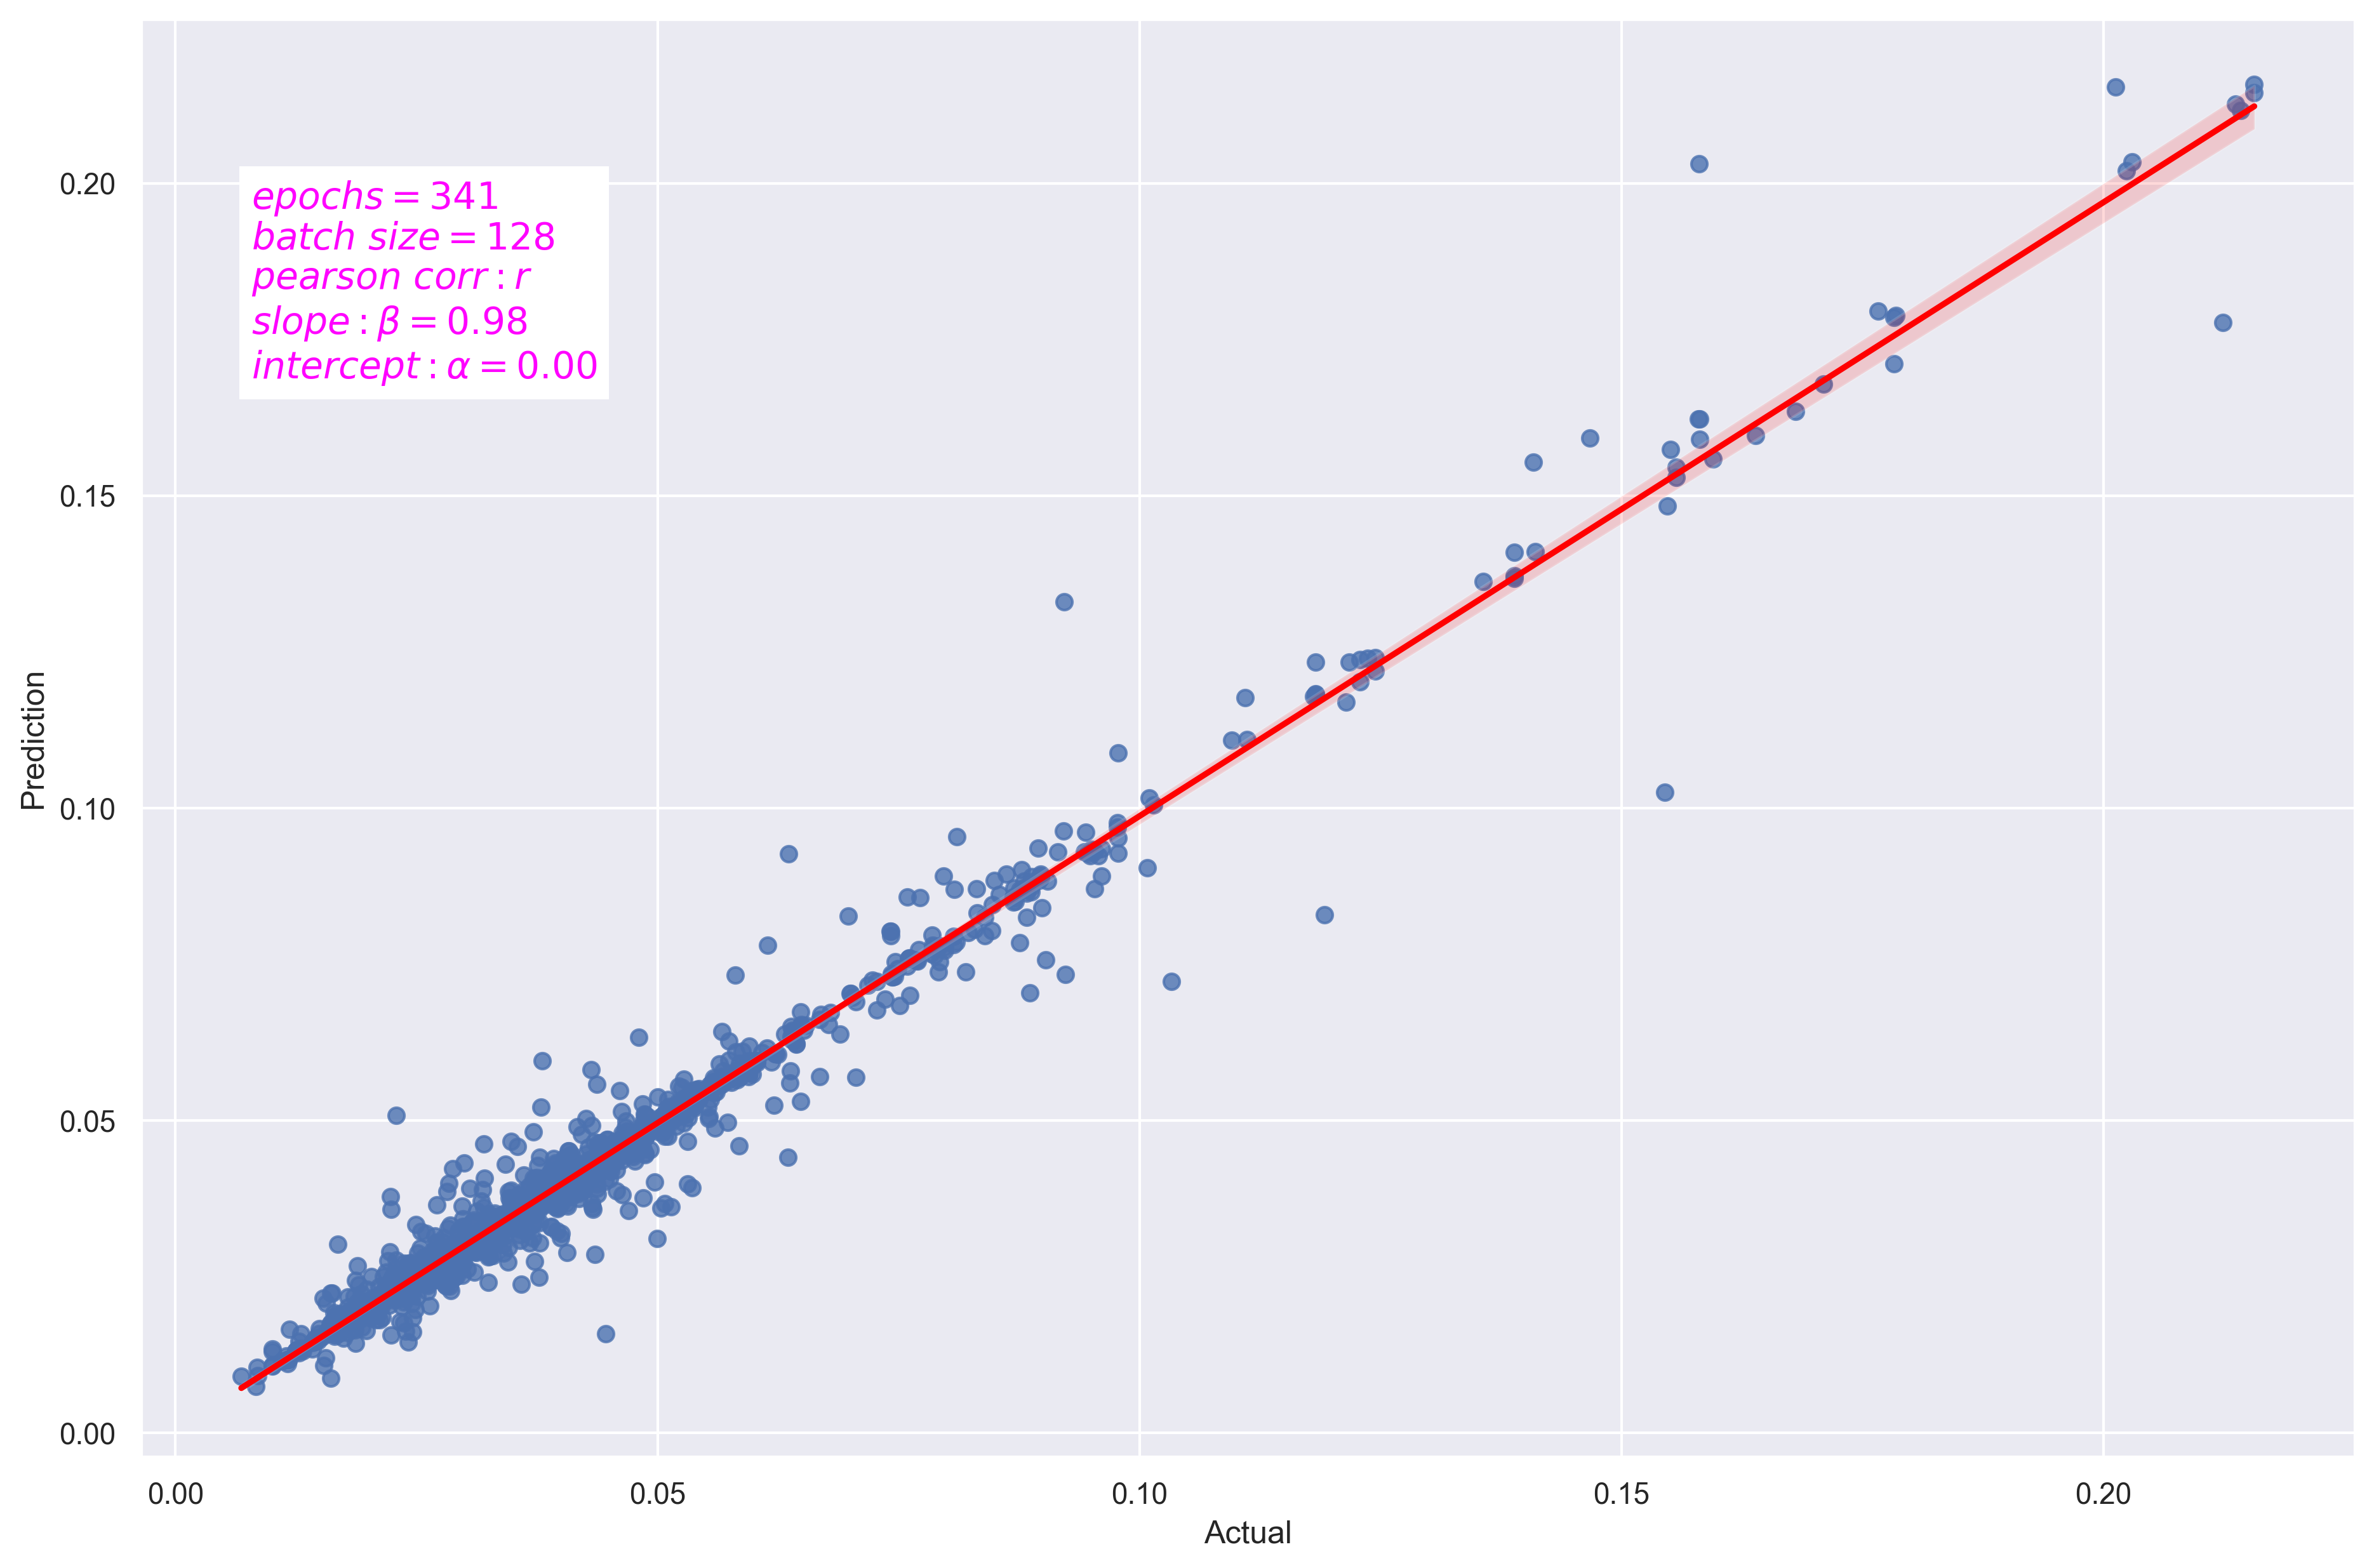 epochs = 341
batch size = 128
pearson corr : r
slope : β = 0.98
intercept : α = 0.00
0.20
0.15
0.10
0.05
0.00
Prediction
0.00 0.05 0.10 0.15 0.20
Actual